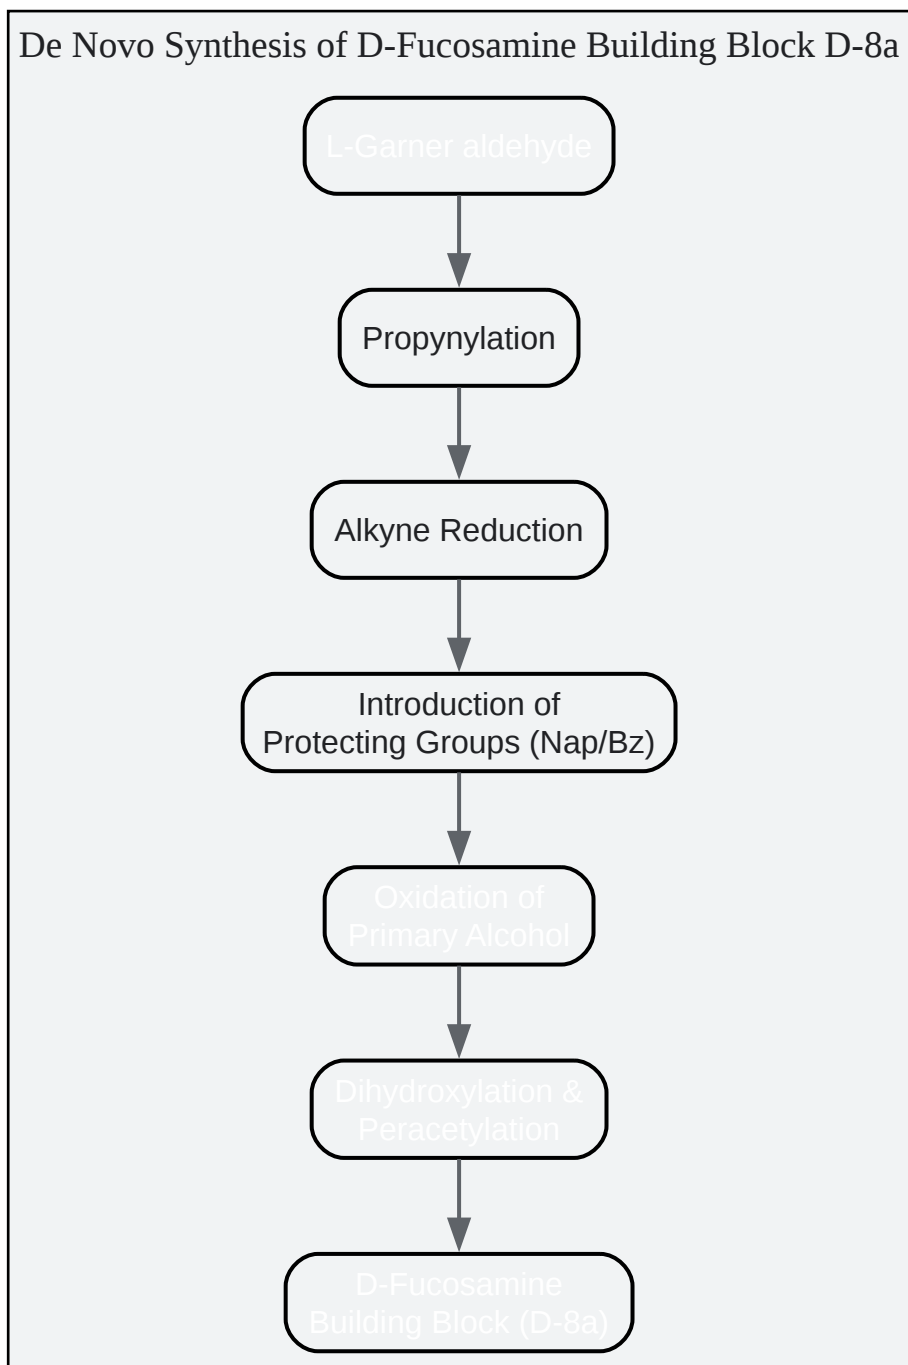 De Novo Synthesis of D-Fucosamine Building Block D-8a
L-Garner aldehyde
Propynylation
Alkyne Reduction
Introduction of
Protecting Groups (Nap/Bz)
Oxidation of
Primary Alcohol
Dihydroxylation &
Peracetylation
D-Fucosamine
Building Block (D-8a)